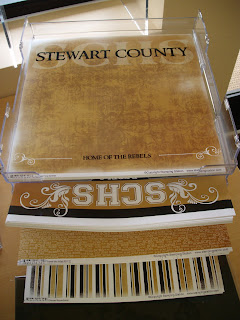 STEWART COUNTY
HOME OF THE REBELS
SCHS